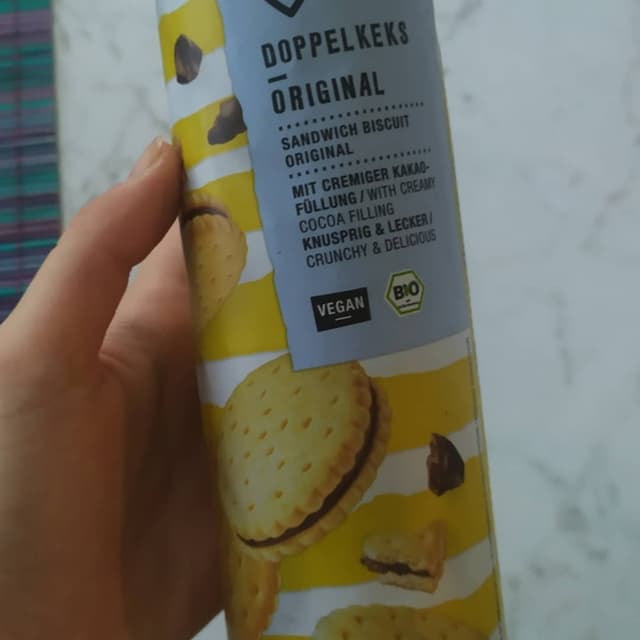 DOPPELKEKS
ORIGINAL
SANDWICH BISCUIT
ORIGINAL
MIT CREMIGER KAKAO-
FÜLLUNG / WITH CREAMY
COCOA FILLING
KNUSPRIG & LECKER /
CRUNCHY & DELICIOUS
VEGAN
BIO